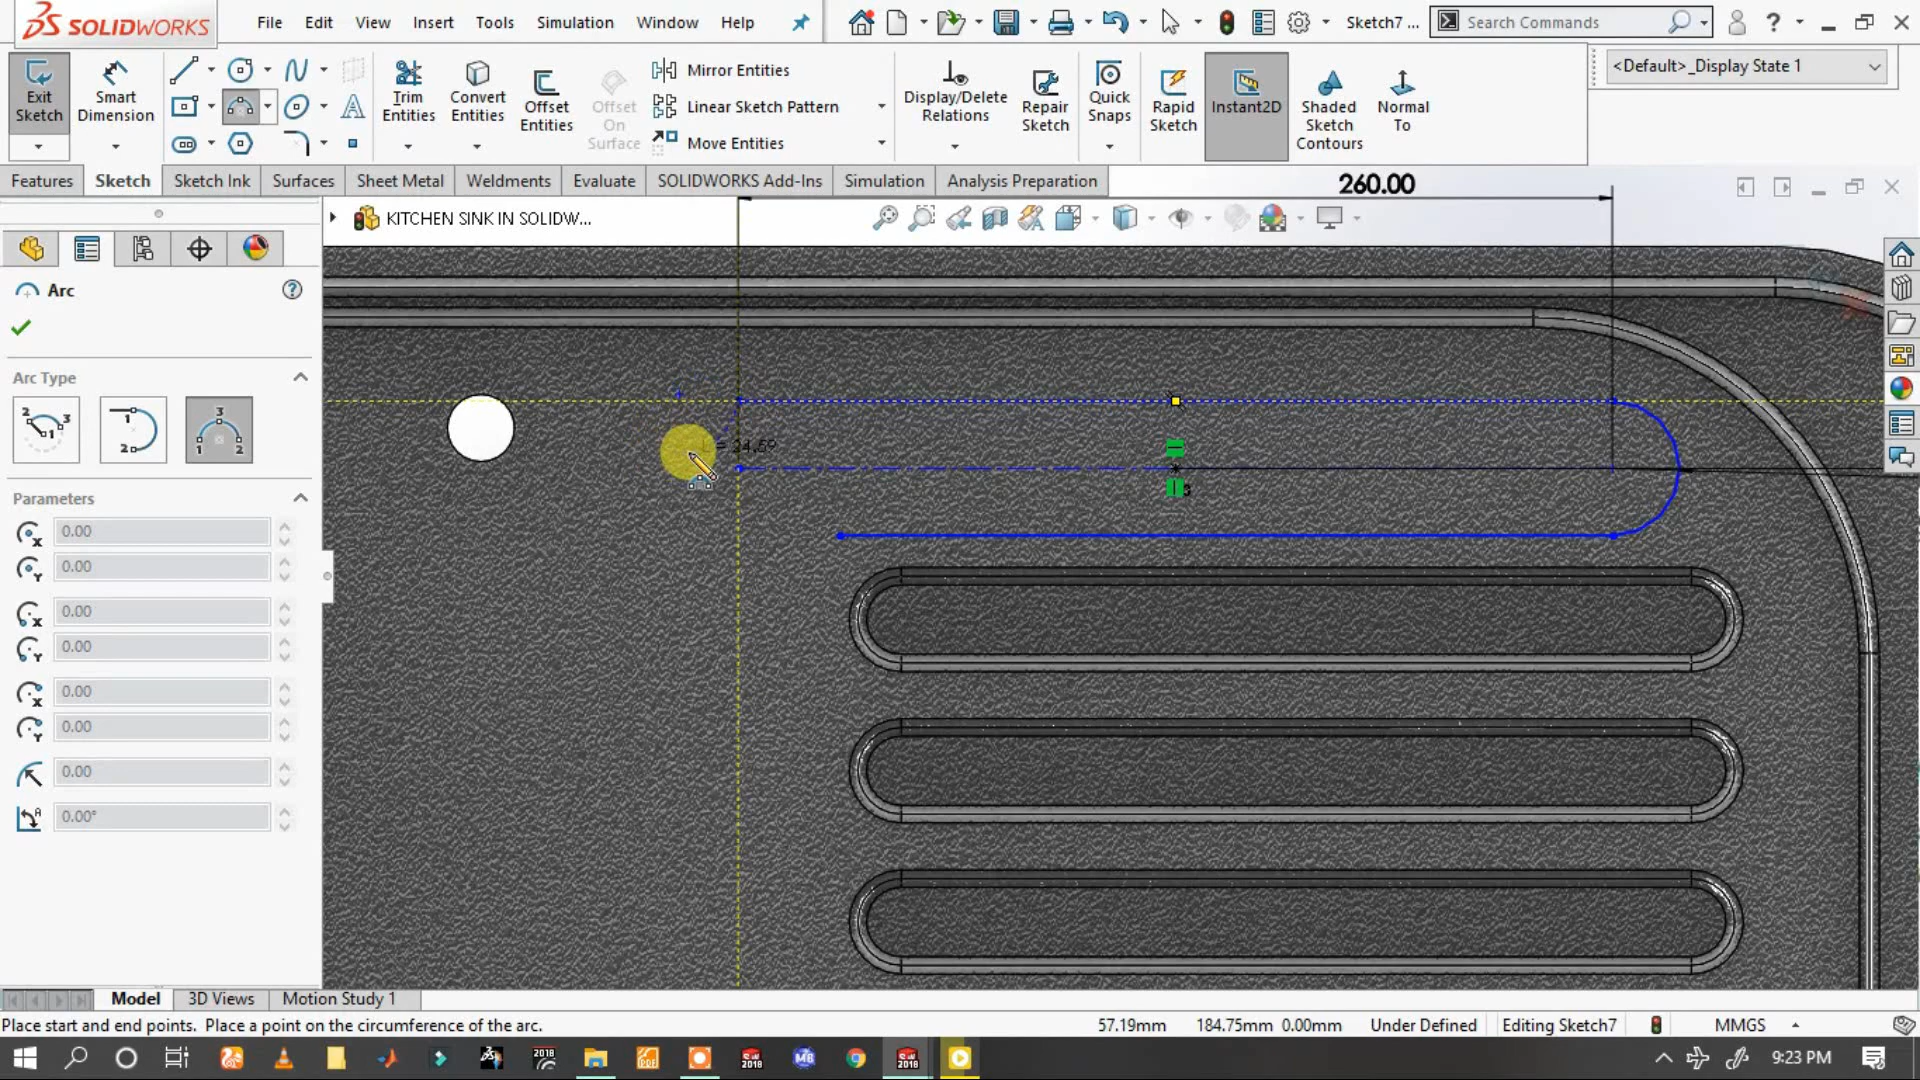 SOLIDWORKS
File Edit View Insert Tools Simulation Window Help
Sketch7 ...
Search Commands
Exit Sketch
Smart Dimension
Trim Entities
Convert Entities
Offset Entities
Offset On Surface
Mirror Entities
Linear Sketch Pattern
Move Entities
Display/Delete Relations
Repair Sketch
Quick Snaps
Rapid Sketch
Instant2D
Shaded Sketch Contours
Normal To
<Default>_Display State 1
Features Sketch Sketch Ink Surfaces Sheet Metal Weldments Evaluate SOLIDWORKS Add-Ins Simulation Analysis Preparation
260.00
KITCHEN SINK IN SOLIDW...
Arc
Arc Type
Parameters
0.00
0.00
0.00
0.00
0.00
0.00
0.00
0.00°
Model 3D Views Motion Study 1
Place start and end points. Place a point on the circumference of the arc.
57.19mm 184.75mm 0.00mm Under Defined Editing Sketch7 MMGS
9:23 PM